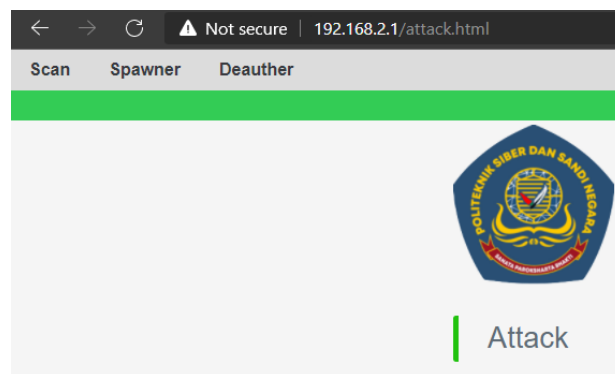 Not secure | 192.168.2.1/attack.html
Scan Spawner Deauther
POLITEKNIK SIBER DAN SANDI NEGARA
Attack